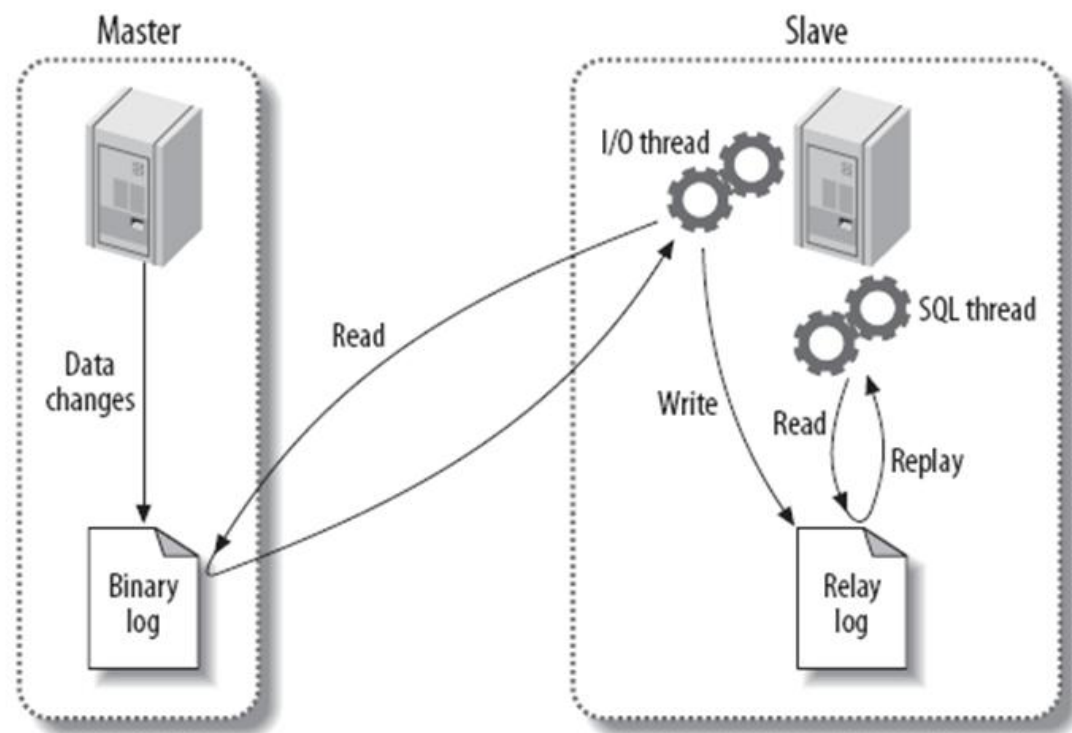 Master
Slave
I/O thread
SQL thread
Read
Data
changes
Write
Read
Replay
Binary
log
Relay
log